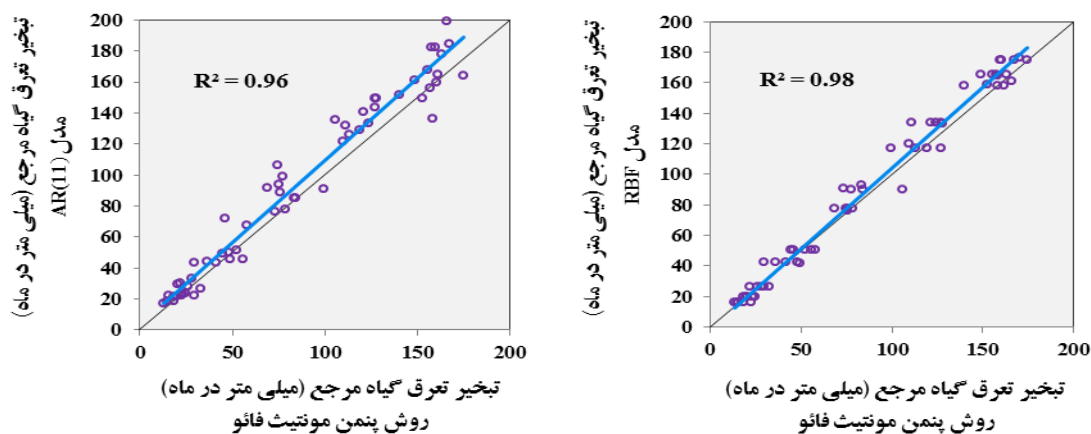 تبخیر تعرق گیاه مرجع (میلی متر در ماه)
مدل AR(11)
200
180
160
140
120
100
80
60
40
20
0
R² = 0.96
0 50 100 150 200
تبخیر تعرق گیاه مرجع (میلی متر در ماه)
روش پنمن مونتیث فائو
تبخیر تعرق گیاه مرجع (میلی متر در ماه)
مدل RBF
200
180
160
140
120
100
80
60
40
20
0
R² = 0.98
0 50 100 150 200
تبخیر تعرق گیاه مرجع (میلی متر در ماه)
روش پنمن مونتیث فائو